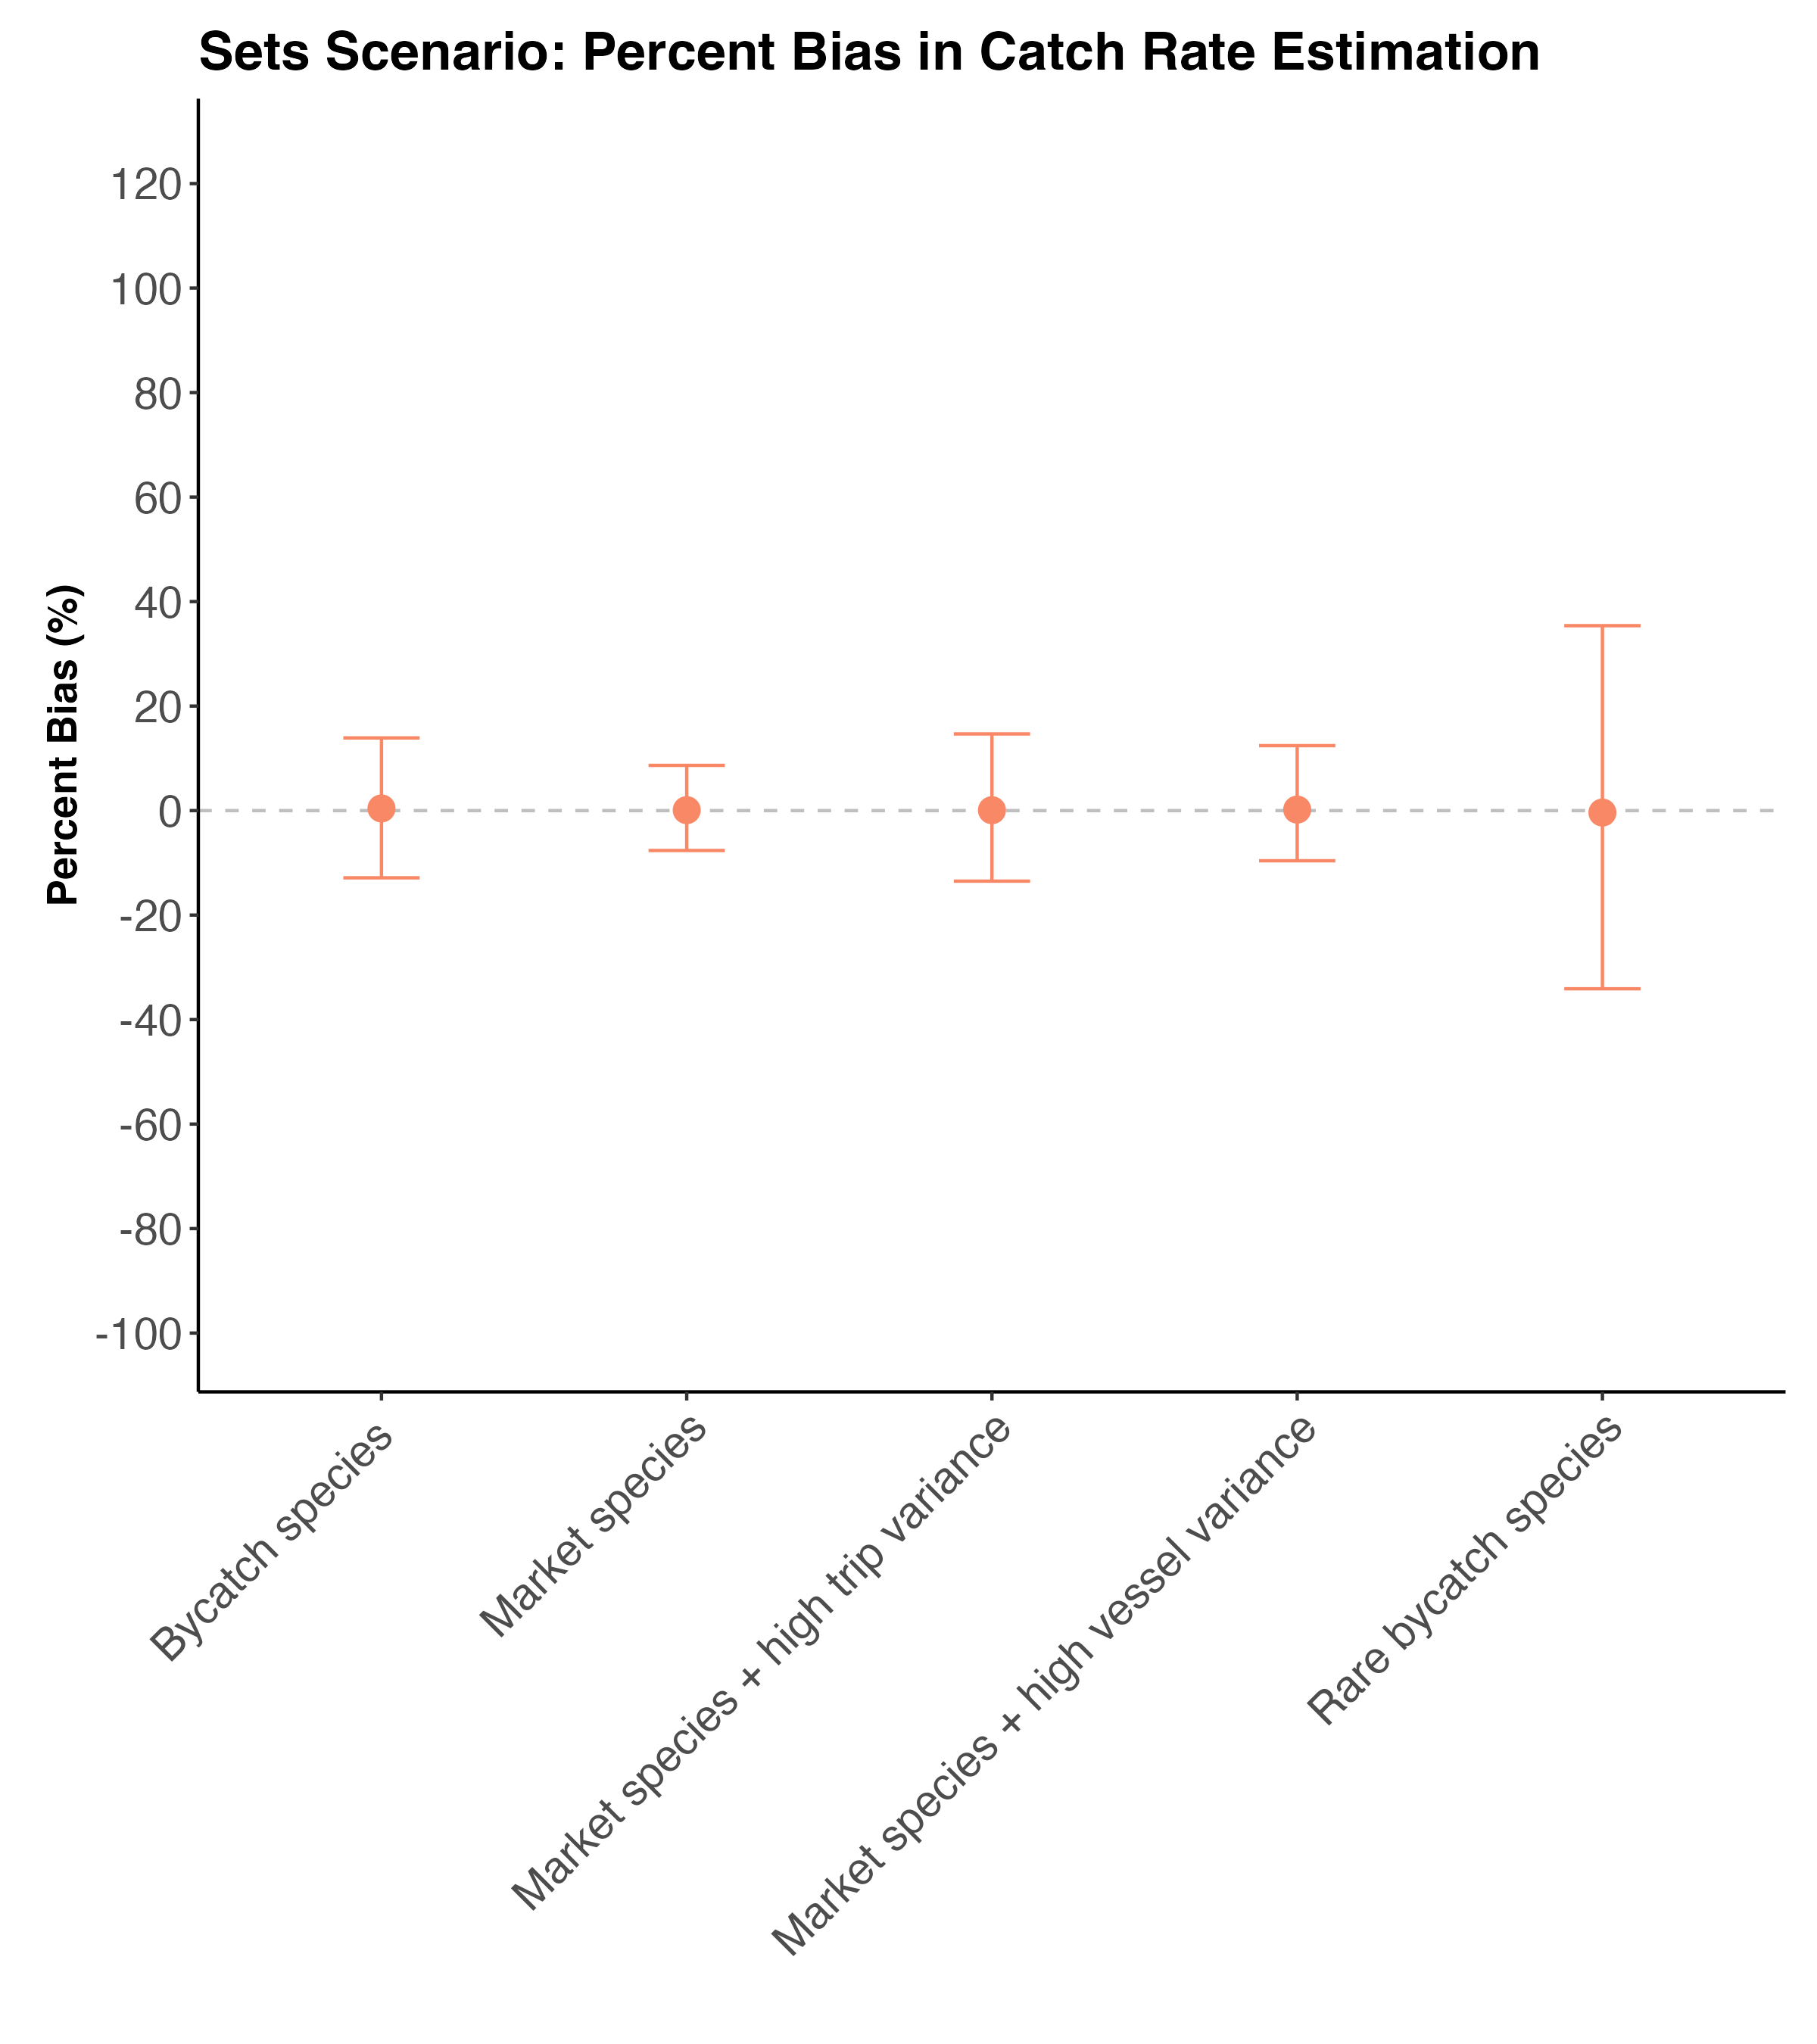 Sets Scenario: Percent Bias in Catch Rate Estimation
Percent Bias (%)
120
100
80
60
40
20
0
-20
-40
-60
-80
-100
Bycatch species
Market species
Market species + high trip variance
Market species + high vessel variance
Rare bycatch species